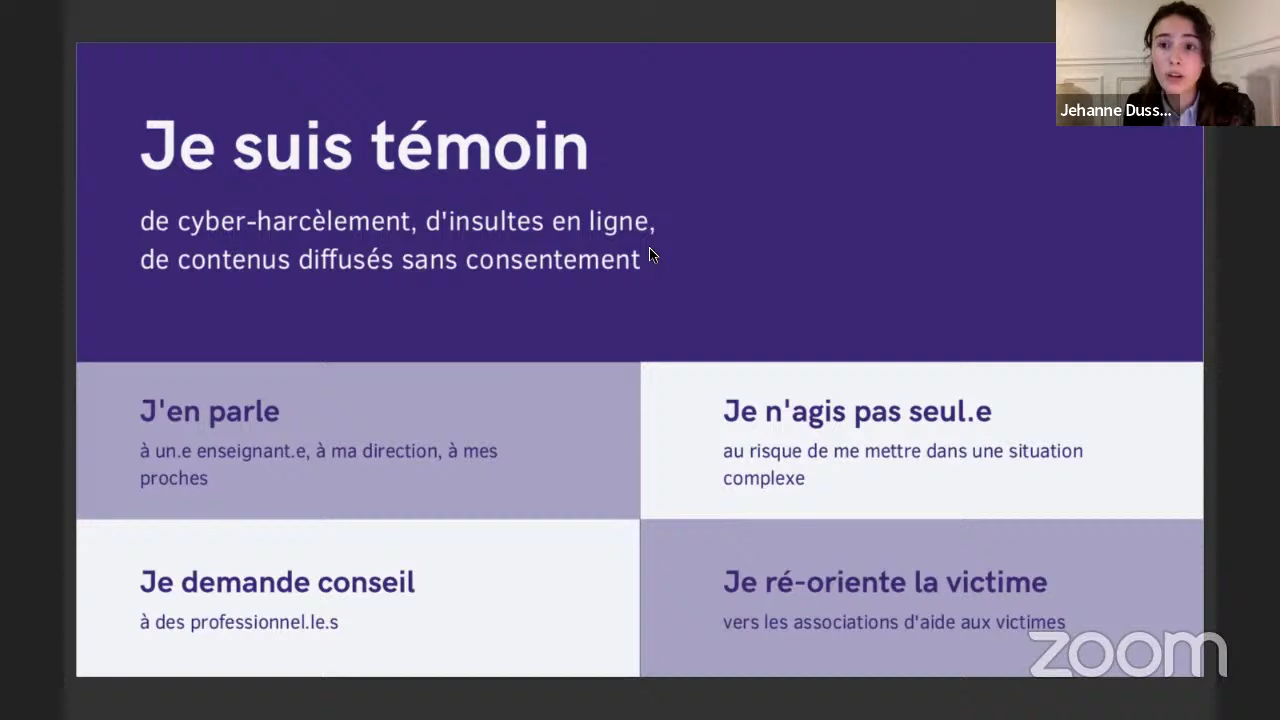 Jehanne Duss...
Je suis témoin
de cyber-harcèlement, d'insultes en ligne,
de contenus diffusés sans consentement
J'en parle
à un.e enseignant.e, à ma direction, à mes
proches
Je n'agis pas seul.e
au risque de me mettre dans une situation
complexe
Je demande conseil
à des professionnel.le.s
Je ré-oriente la victime
vers les associations d'aide aux victimes
zoom